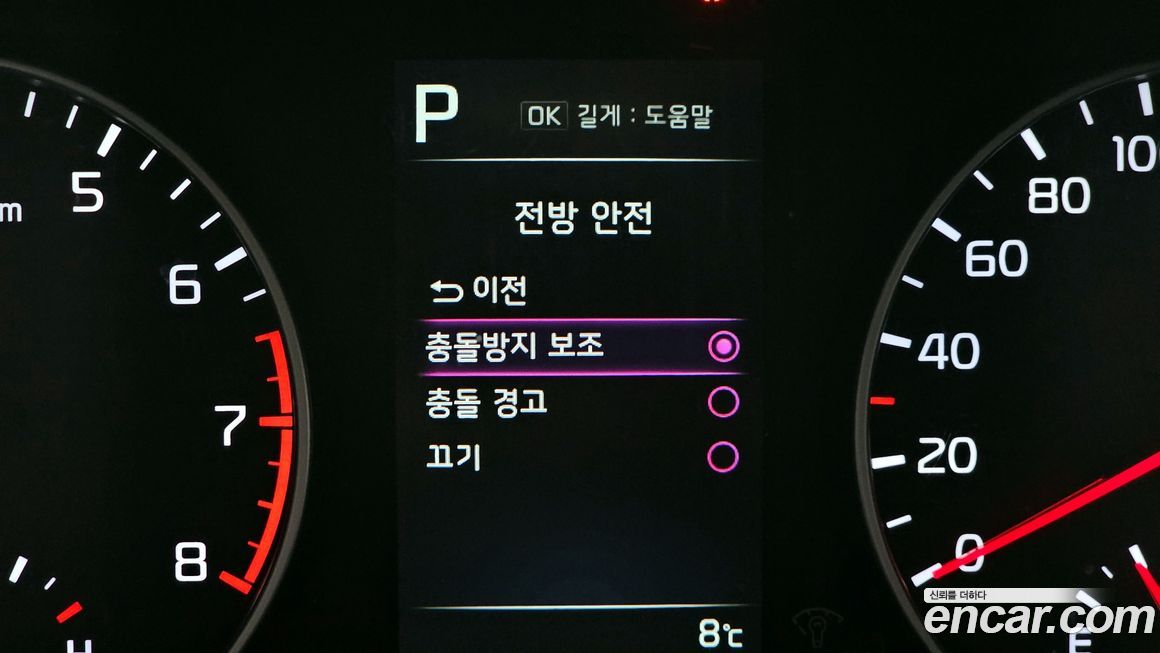 P
OK 길게 : 도움말
전방 안전
이전
충돌방지 보조
충돌 경고
끄기
8℃
m
5
6
7
8
H
100
80
60
40
20
0
E
신뢰를 더하다
encar.com